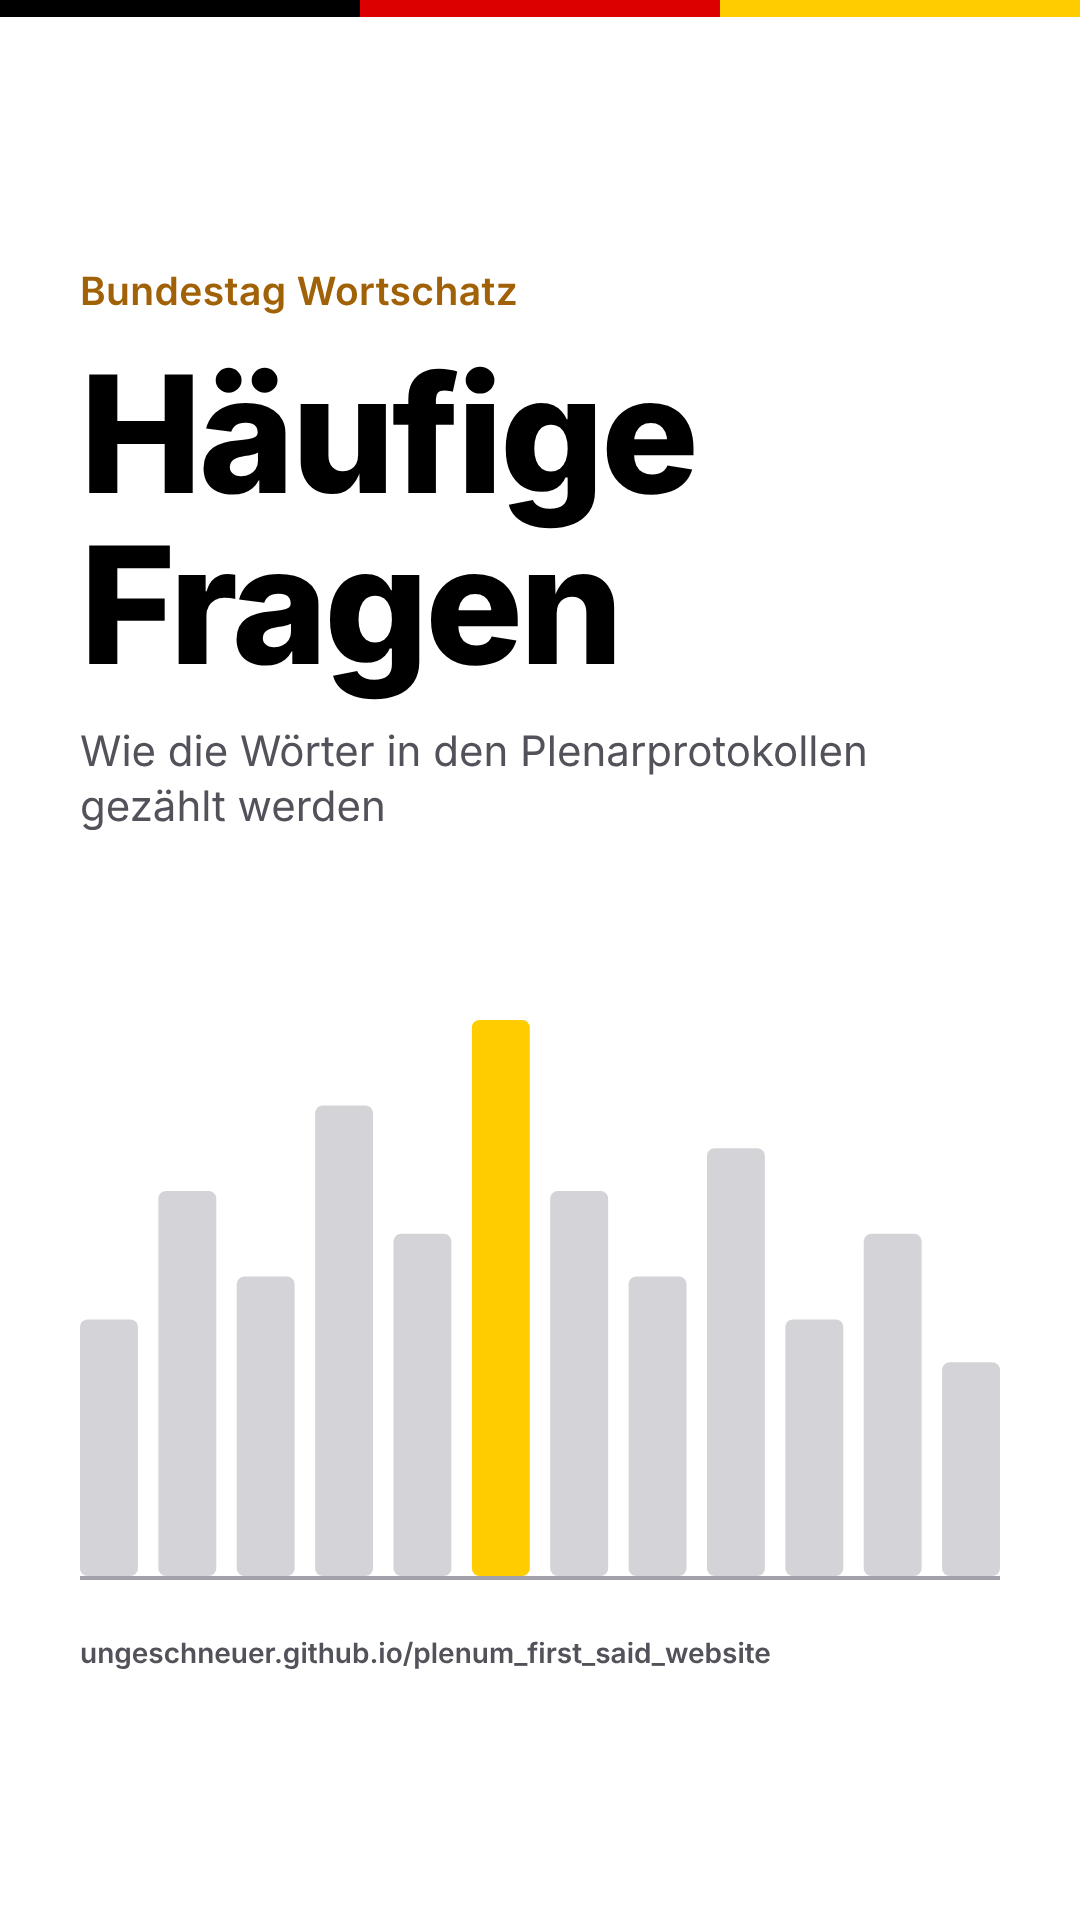 Bundestag Wortschatz
Häufige
Fragen
Wie die Wörter in den Plenarprotokollen
gezählt werden
ungeschneuer.github.io/plenum_first_said_website